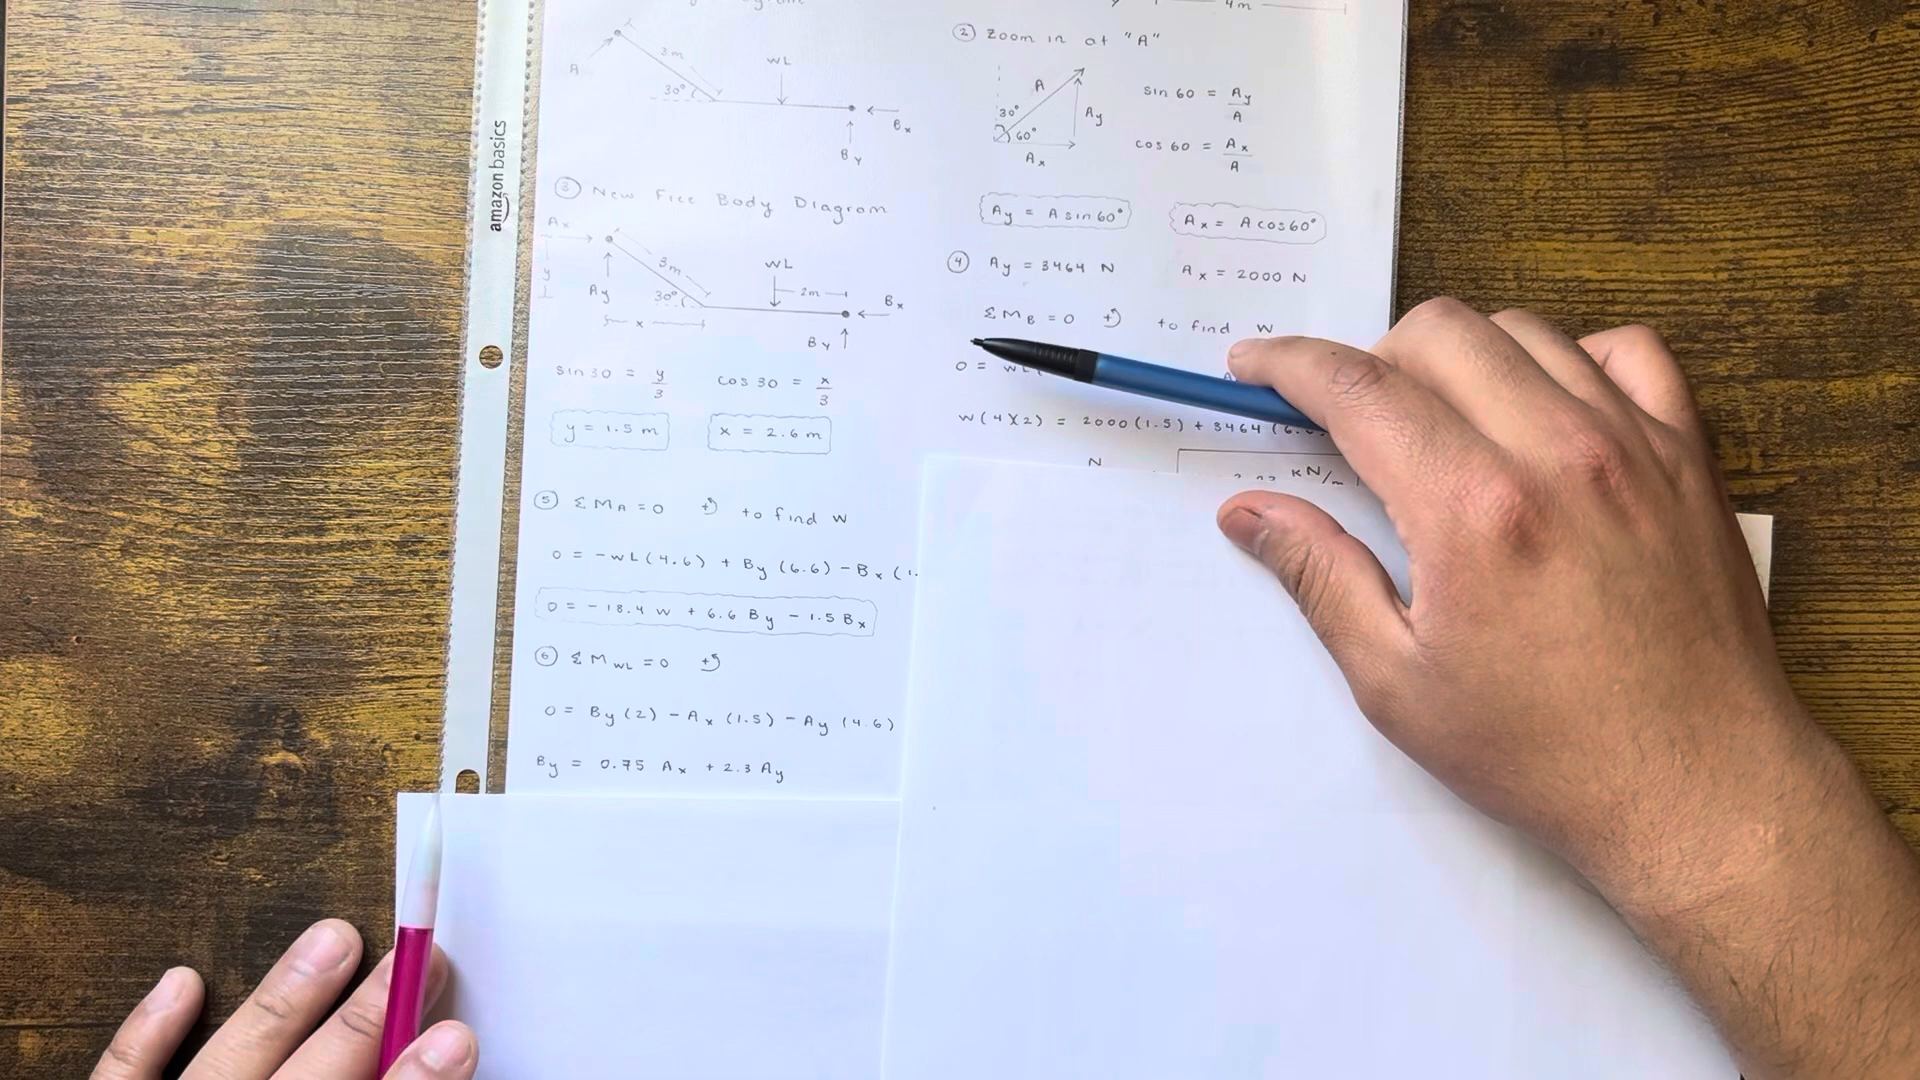 amazon basics
A
3m
30°
WL
Bx
By
③ New Free Body Diagram
Ax
y
Ay
3m
30°
x
WL
2m
Bx
By
sin 30 = y/3
cos 30 = x/3
y = 1.5 m
x = 2.6 m
4m
② Zoom in at "A"
30°
60°
A
Ay
Ax
sin 60 = Ay/A
cos 60 = Ax/A
Ay = A sin 60°
Ax = A cos 60°
④ Ay = 3464 N
Ax = 2000 N
ΣMB = 0 to find w
0 = WL
W(4)(2) = 2000(1.5) + 3464
N
kN/m
⑤ ΣMA = 0 to find w
0 = -WL(4.6) + By(6.6) - Bx(1.
0 = -18.4 w + 6.6 By - 1.5 Bx
⑥ ΣMWL = 0
0 = By(2) - Ax(1.5) - Ay(4.6)
By = 0.75 Ax + 2.3 Ay